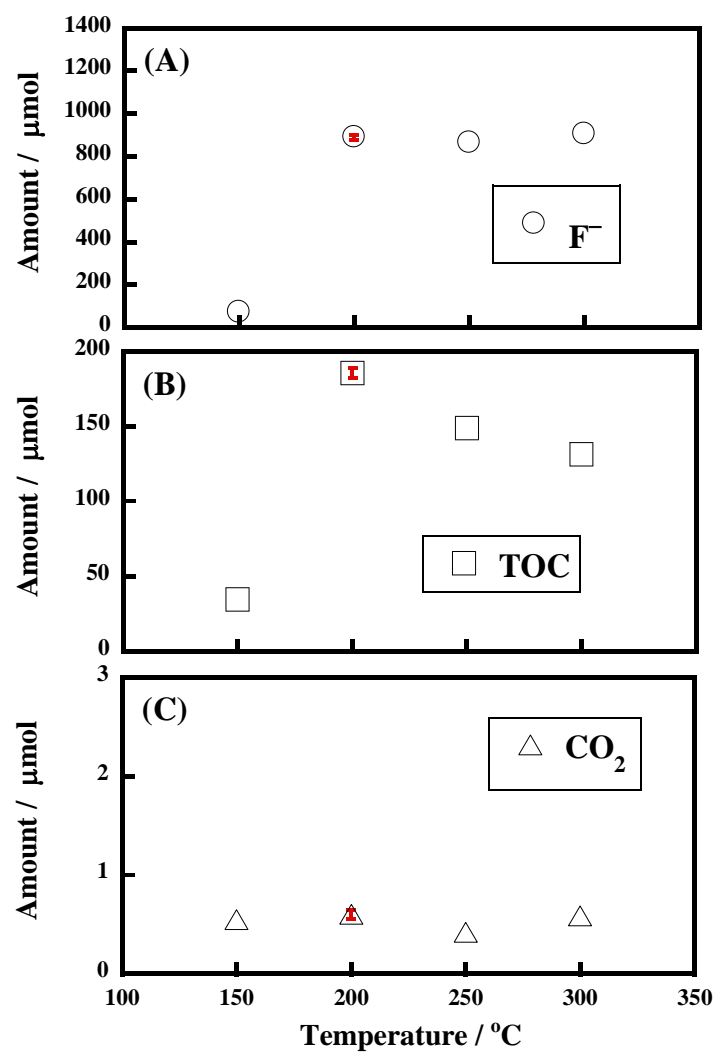 1400
(A)
1200
1000
800
600
400
200
0
Amount / μmol
F⁻
200
(B)
150
100
50
0
Amount / μmol
TOC
3
(C)
2
1
0
Amount / μmol
CO₂
100 150 200 250 300 350
Temperature / °C